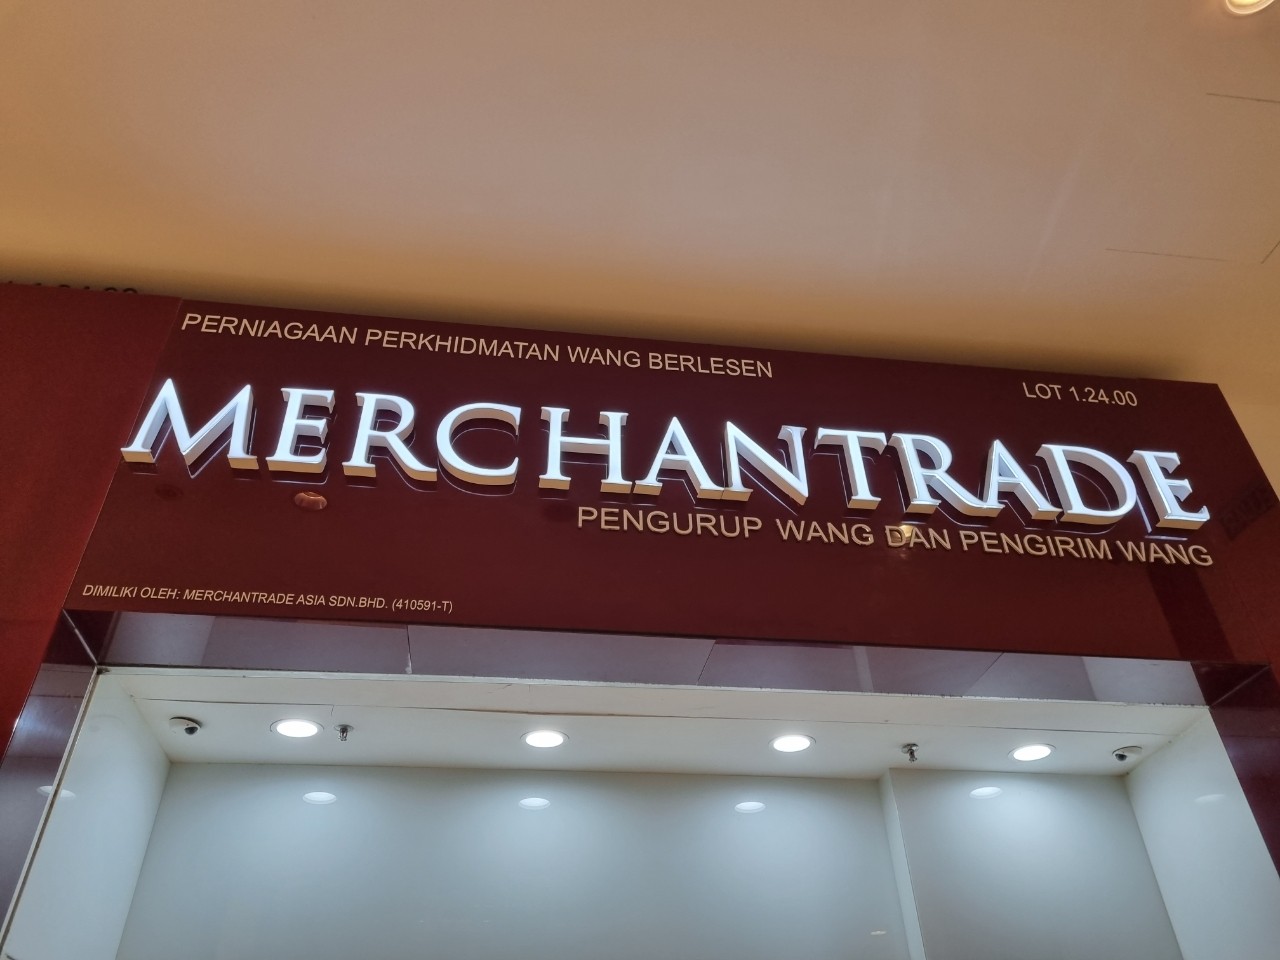 PERNIAGAAN PERKHIDMATAN WANG BERLESEN
LOT 1.24.00
MERCHANTRADE
PENGURUP WANG DAN PENGIRIM WANG
DIMILIKI OLEH: MERCHANTRADE ASIA SDN.BHD. (410591-T)